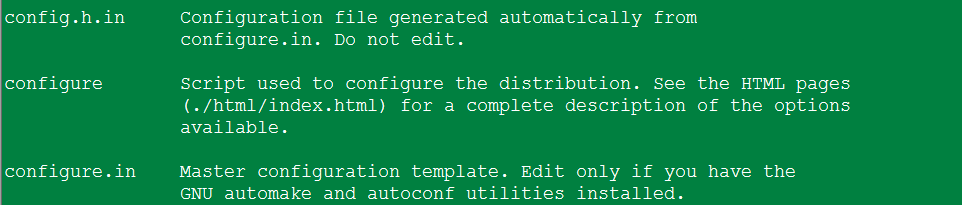 config.h.in     Configuration file generated automatically from
                configure.in. Do not edit.
configure       Script used to configure the distribution. See the HTML pages
                (./html/index.html) for a complete description of the options
                available.
configure.in    Master configuration template. Edit only if you have the
                GNU automake and autoconf utilities installed.